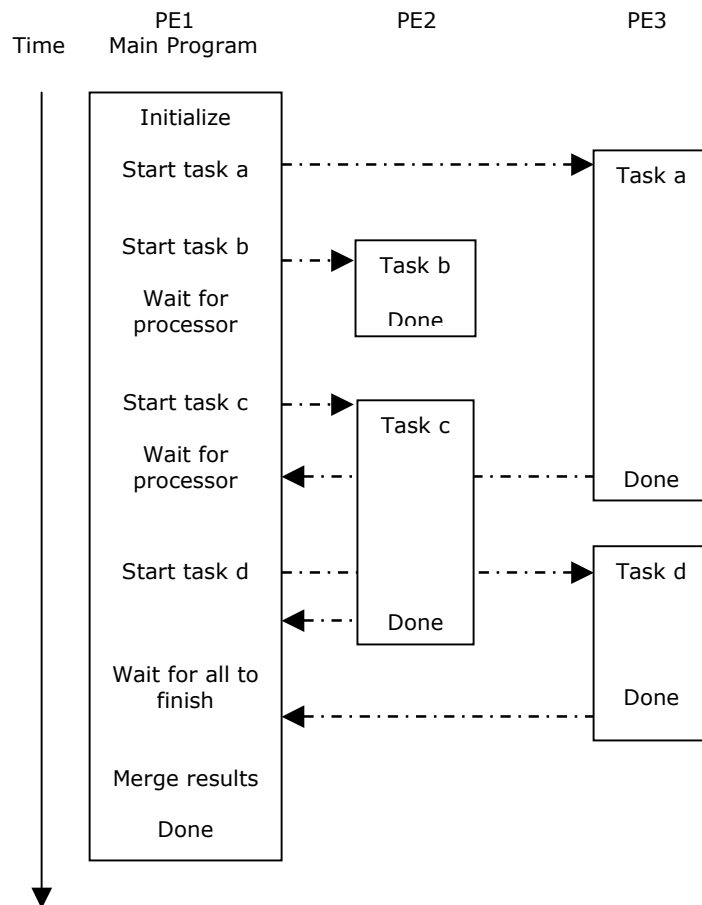 PE1 PE2 PE3
Time Main Program
Initialize
Start task a
Task a
Start task b
Task b
Wait for
processor
Done
Start task c
Task c
Wait for
processor
Done
Start task d
Task d
Done
Wait for all to
finish
Done
Merge results
Done